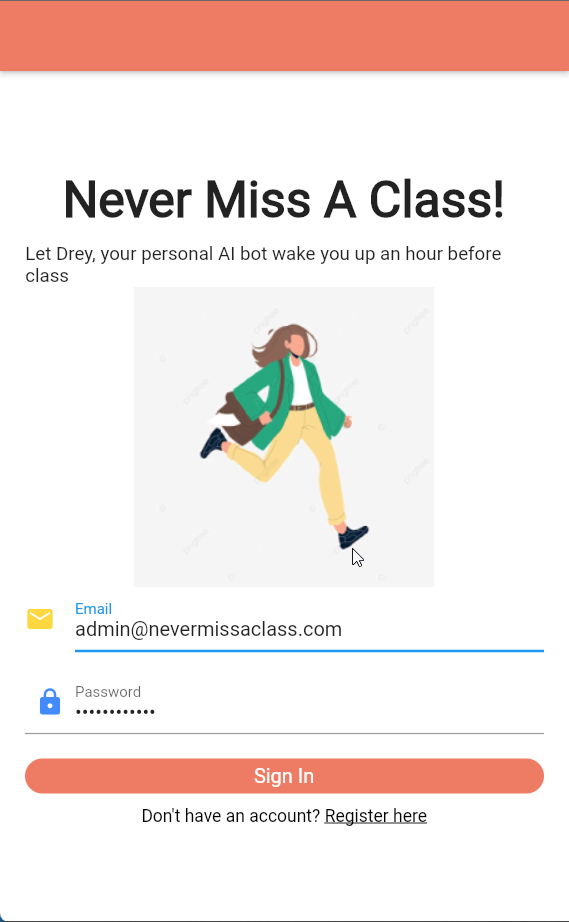 Never Miss A Class!
Let Drey, your personal AI bot wake you up an hour before
class
Email
admin@nevermissaclass.com
Password
••••••••••••
Sign In
Don't have an account? Register here